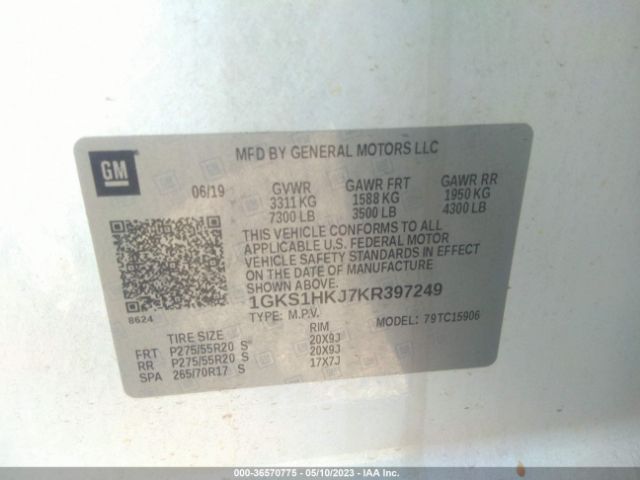 GM
MFD BY GENERAL MOTORS LLC
06/19 GVWR GAWR FRT GAWR RR
3311 KG 1588 KG 1950 KG
7300 LB 3500 LB 4300 LB
THIS VEHICLE CONFORMS TO ALL
APPLICABLE U.S. FEDERAL MOTOR
VEHICLE SAFETY STANDARDS IN EFFECT
ON THE DATE OF MANUFACTURE
SHOWN ABOVE.
1GKS1HKJ7KR397249
8624 TYPE: M.P.V. MODEL: 79TC15906
TIRE SIZE RIM
FRT P275/55R20 S 20X9J
RR P275/55R20 S 20X9J
SPA 265/70R17 S 17X7J
000-36570775 - 05/10/2023 - IAA Inc.